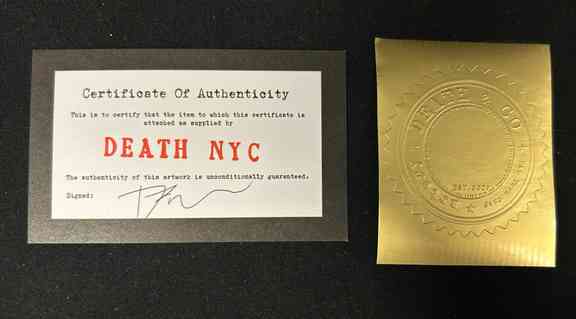 Certificate Of Authenticity
This is to certify that the item to which this certificate is
attached as supplied by
DEATH NYC
The authenticity of this artwork is unconditionally guaranteed.
Signed:
& CO